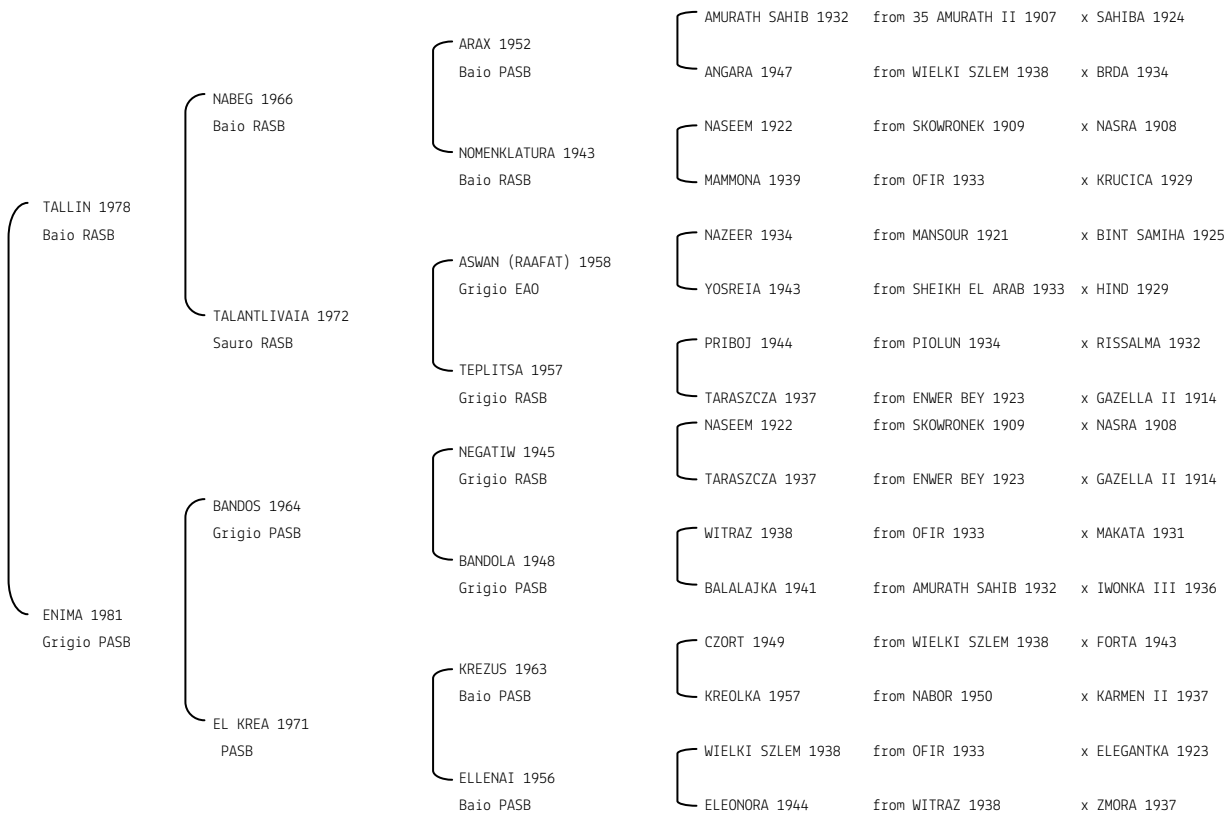 AMURATH SAHIB 1932 from 35 AMURATH II 1907 x SAHIBA 1924
ARAX 1952
Baio PASB
ANGARA 1947 from WIELKI SZLEM 1938 x BRDA 1934
NABEG 1966
Baio RASB
NASEEM 1922 from SKOWRONEK 1909 x NASRA 1908
NOMENKLATURA 1943
Baio RASB
MAMMONA 1939 from OFIR 1933 x KRUCICA 1929
TALLIN 1978
Baio RASB
NAZEER 1934 from MANSOUR 1921 x BINT SAMIHA 1925
ASWAN (RAAFAT) 1958
Grigio EAO
YOSREIA 1943 from SHEIKH EL ARAB 1933 x HIND 1929
TALANTLIVAIA 1972
Sauro RASB
PRIBOJ 1944 from PIOLUN 1934 x RISSALMA 1932
TEPLITSA 1957
Grigio RASB
TARASZCZA 1937 from ENWER BEY 1923 x GAZELLA II 1914
NASEEM 1922 from SKOWRONEK 1909 x NASRA 1908
NEGATIW 1945
Grigio RASB
TARASZCZA 1937 from ENWER BEY 1923 x GAZELLA II 1914
BANDOS 1964
Grigio PASB
WITRAZ 1938 from OFIR 1933 x MAKATA 1931
BANDOLA 1948
Grigio PASB
BALALAJKA 1941 from AMURATH SAHIB 1932 x IWONKA III 1936
ENIMA 1981
Grigio PASB
CZORT 1949 from WIELKI SZLEM 1938 x FORTA 1943
KREZUS 1963
Baio PASB
KREOLKA 1957 from NABOR 1950 x KARMEN II 1937
EL KREA 1971
PASB
WIELKI SZLEM 1938 from OFIR 1933 x ELEGANTKA 1923
ELLENAI 1956
Baio PASB
ELEONORA 1944 from WITRAZ 1938 x ZMORA 1937